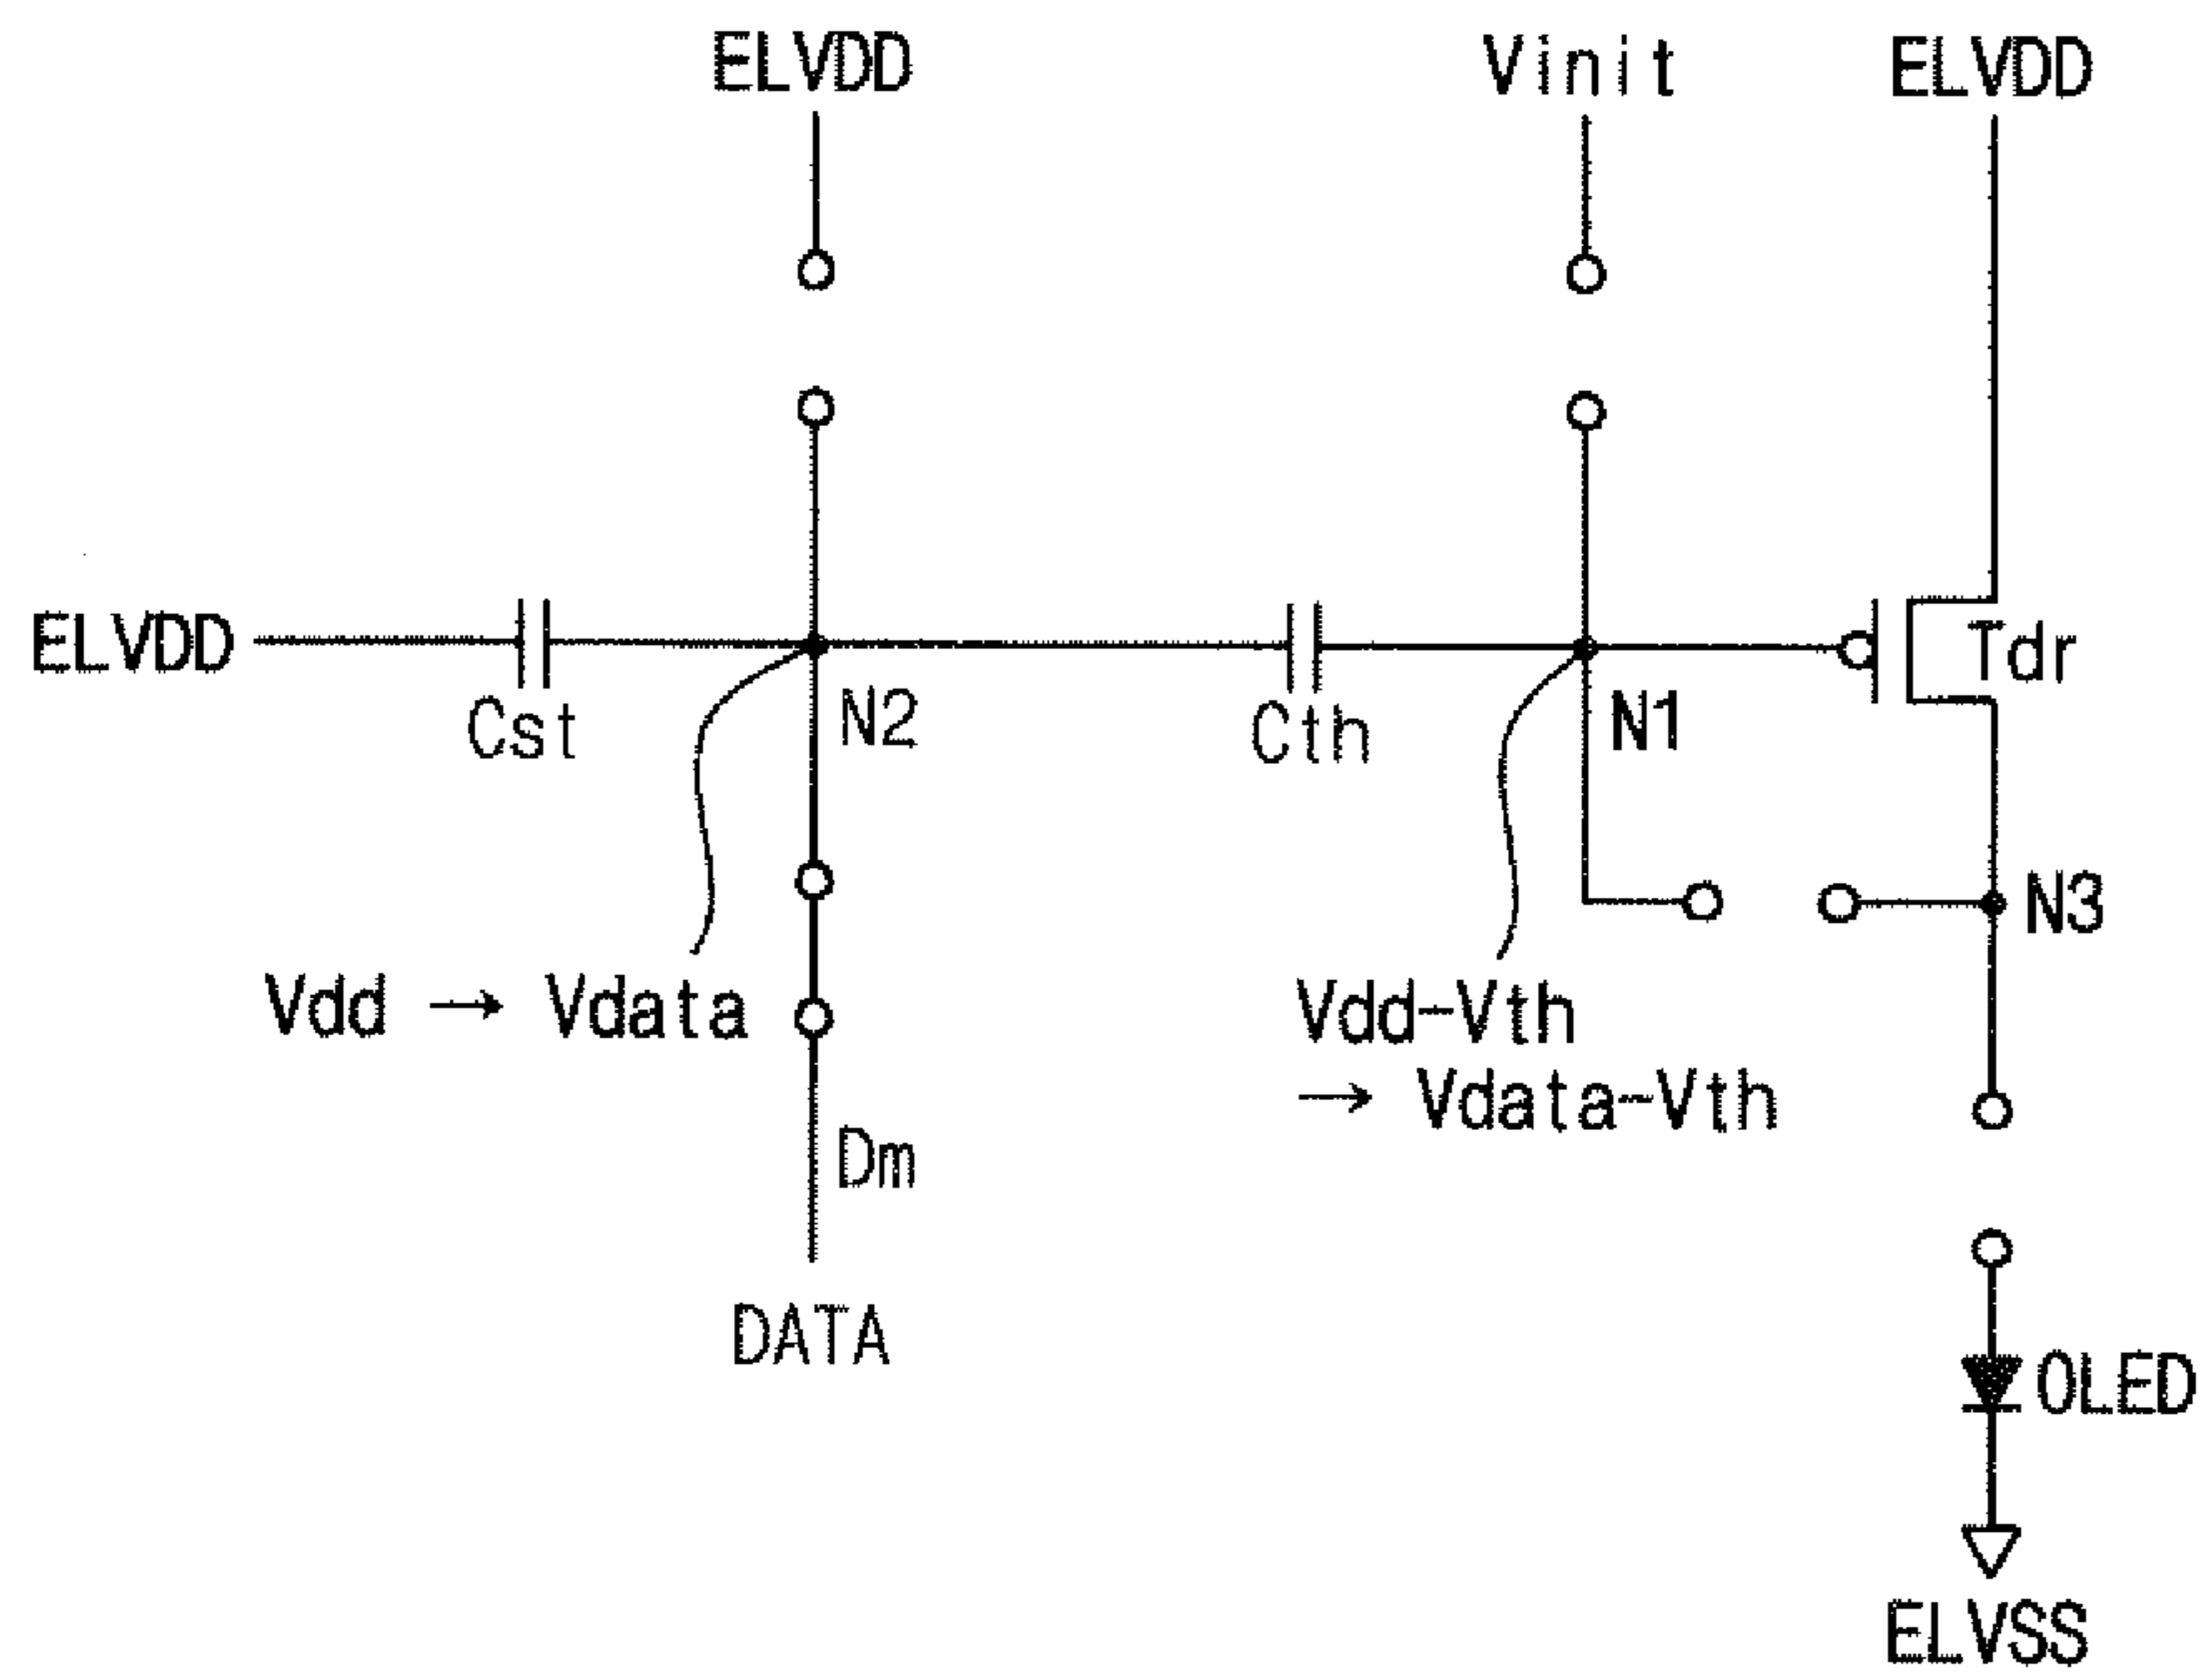 ELVDD
Vinit
ELVDD
ELVDD
Cst
N2
Cth
N1
Tdr
N3
Vdd → Vdata
Vdd-Vth
→ Vdata-Vth
Dm
DATA
OLED
ELVSS